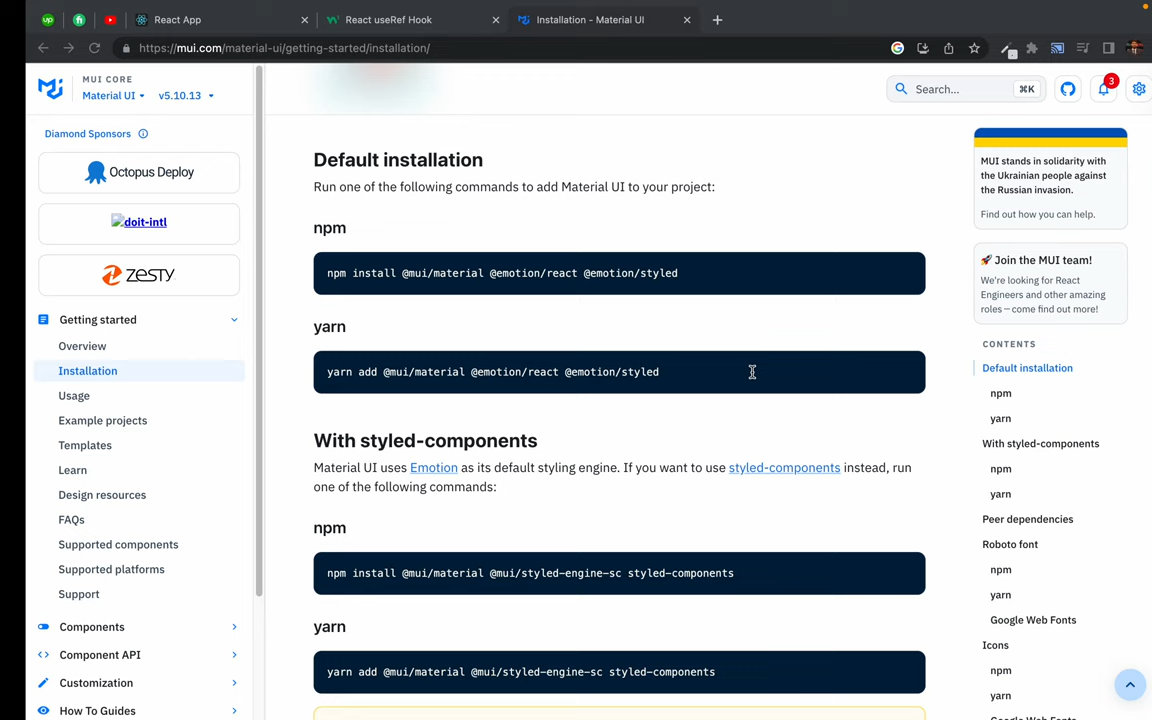 React App
React useRef Hook
Installation - Material UI
https://mui.com/material-ui/getting-started/installation/
MUI CORE
Material UI
v5.10.13
Search...
⌘K
3
Diamond Sponsors
Octopus Deploy
doit-intl
ZESTY
Getting started
Overview
Installation
Usage
Example projects
Templates
Learn
Design resources
FAQs
Supported components
Supported platforms
Support
Components
Component API
Customization
How To Guides
Default installation
Run one of the following commands to add Material UI to your project:
npm
npm install @mui/material @emotion/react @emotion/styled
yarn
yarn add @mui/material @emotion/react @emotion/styled
With styled-components
Material UI uses Emotion as its default styling engine. If you want to use styled-components instead, run
one of the following commands:
npm
npm install @mui/material @mui/styled-engine-sc styled-components
yarn
yarn add @mui/material @mui/styled-engine-sc styled-components
MUI stands in solidarity with
the Ukrainian people against
the Russian invasion.
Find out how you can help.
🚀 Join the MUI team!
We're looking for React
Engineers and other amazing
roles—come find out more!
CONTENTS
Default installation
npm
yarn
With styled-components
npm
yarn
Peer dependencies
Roboto font
npm
yarn
Google Web Fonts
Icons
npm
yarn
Google Web Fonts